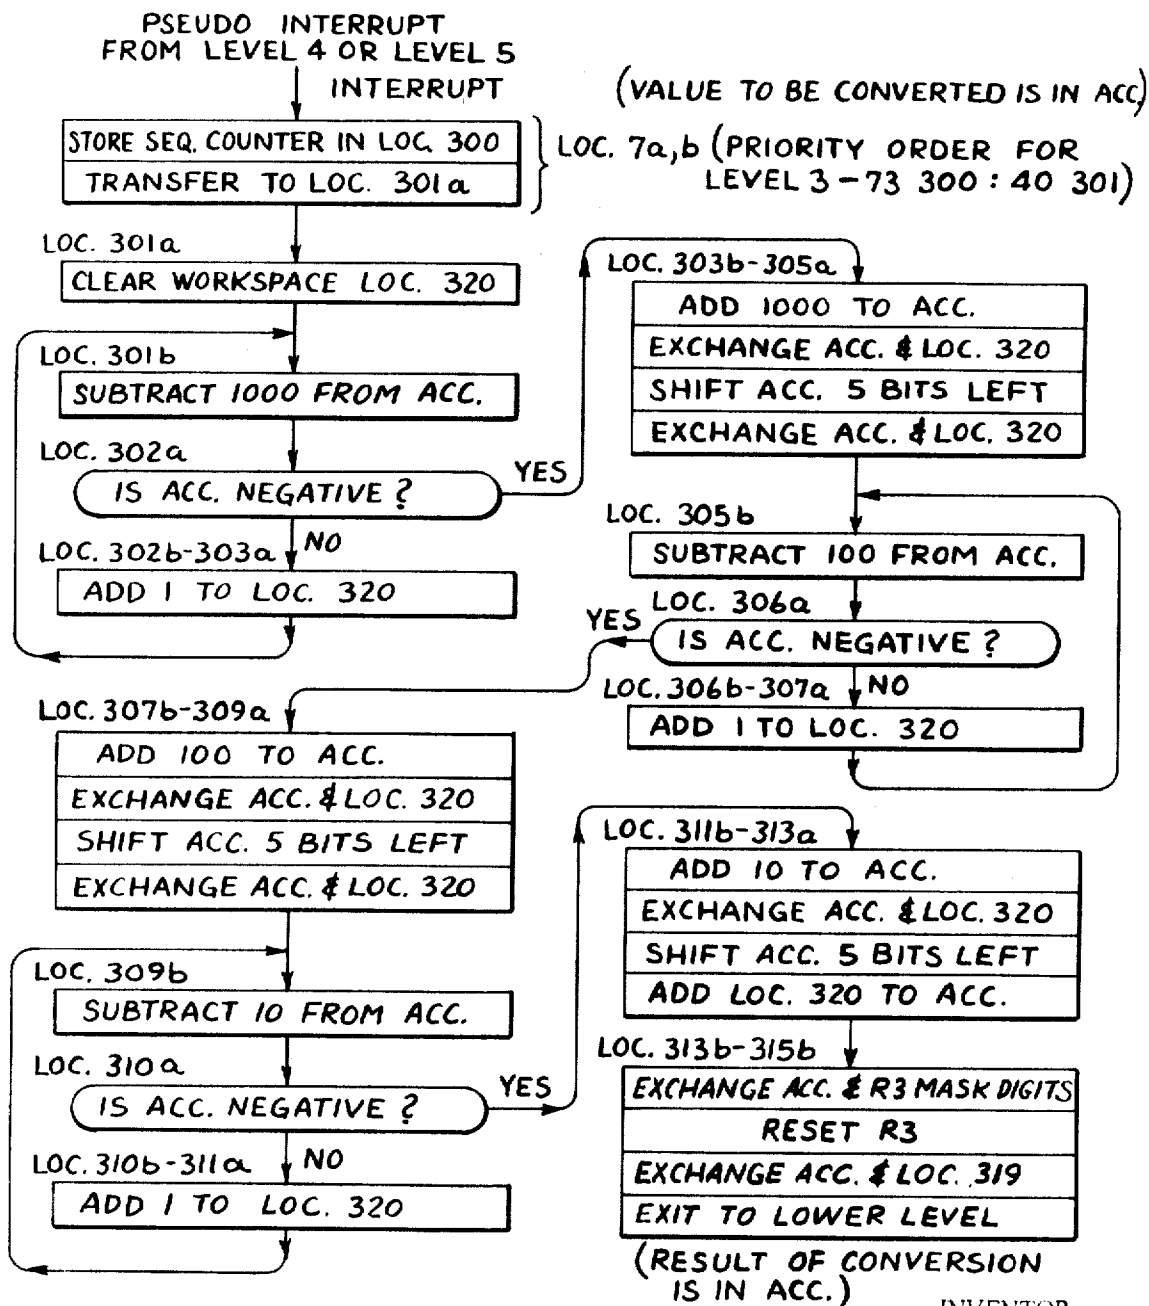 PSEUDO INTERRUPT
FROM LEVEL 4 OR LEVEL 5
INTERRUPT
(VALUE TO BE CONVERTED IS IN ACC)
STORE SEQ. COUNTER IN LOC. 300
TRANSFER TO LOC. 301a
LOC. 7a,b (PRIORITY ORDER FOR
LEVEL 3-73 300 : 40 301)
LOC. 301a
CLEAR WORKSPACE LOC. 320
LOC. 301b
SUBTRACT 1000 FROM ACC.
LOC. 302a
IS ACC. NEGATIVE ?
YES
NO
LOC. 302b-303a
ADD 1 TO LOC. 320
LOC. 303b-305a
ADD 1000 TO ACC.
EXCHANGE ACC. & LOC. 320
SHIFT ACC. 5 BITS LEFT
EXCHANGE ACC. & LOC. 320
LOC. 305b
SUBTRACT 100 FROM ACC.
LOC. 306a
YES
IS ACC. NEGATIVE ?
LOC. 306b-307a
NO
ADD 1 TO LOC. 320
LOC. 307b-309a
ADD 100 TO ACC.
EXCHANGE ACC. & LOC. 320
SHIFT ACC. 5 BITS LEFT
EXCHANGE ACC. & LOC. 320
LOC. 309b
SUBTRACT 10 FROM ACC.
LOC. 310a
IS ACC. NEGATIVE ?
YES
LOC. 310b-311a
NO
ADD 1 TO LOC. 320
LOC. 311b-313a
ADD 10 TO ACC.
EXCHANGE ACC. & LOC. 320
SHIFT ACC. 5 BITS LEFT
ADD LOC. 320 TO ACC.
LOC. 313b-315b
EXCHANGE ACC. & R3 MASK DIGITS
RESET R3
EXCHANGE ACC. & LOC. 319
EXIT TO LOWER LEVEL
(RESULT OF CONVERSION
IS IN ACC.)